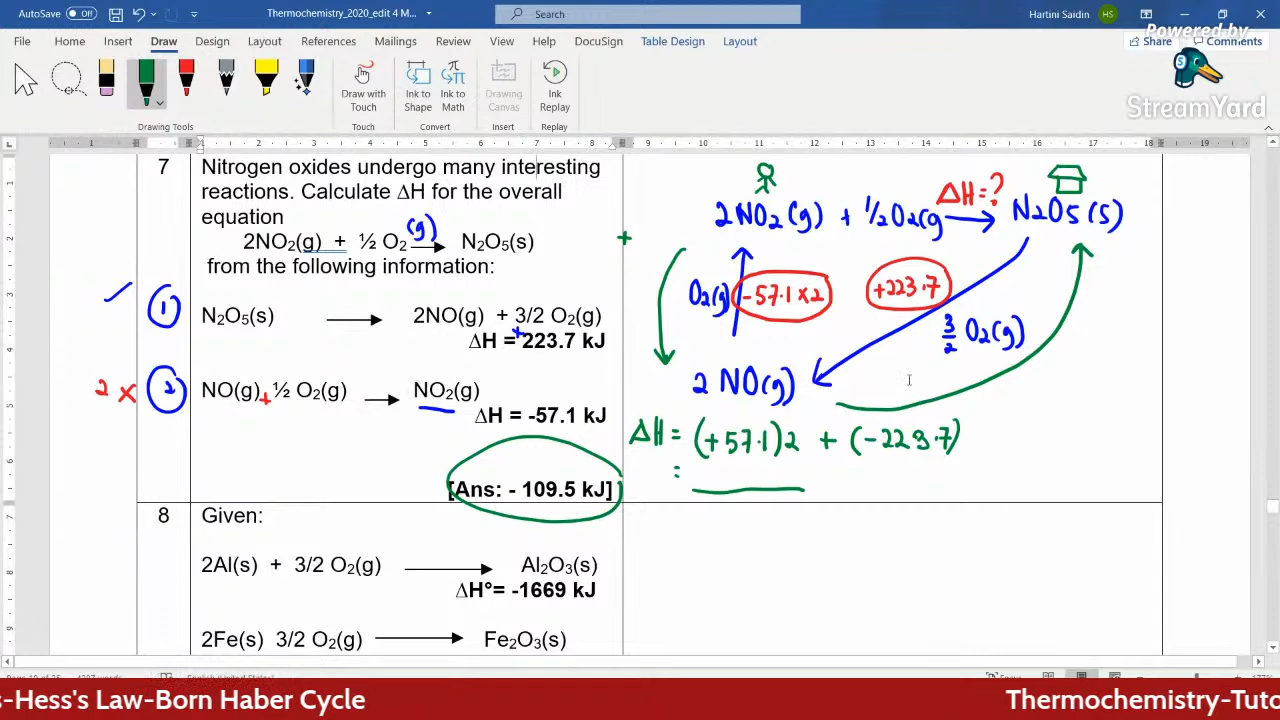 AutoSave Off Thermochemistry_2020_edit 4 M... Search Hartini Saidin HS
Powered by
StreamYard
File Home Insert Draw Design Layout References Mailings Review View Help DocuSign Table Design Layout Share Comments
Draw with Touch
Ink to Shape
Ink to Math
Drawing Canvas
Ink Replay
Drawing Tools Touch Convert Insert Replay
7 Nitrogen oxides undergo many interesting
reactions. Calculate ΔH for the overall
equation
(g)
2NO₂(g) + ½ O₂ → N₂O₅(s)
from the following information:
①
N₂O₅(s) → 2NO(g) + 3/2 O₂(g)
ΔH = +223.7 kJ
2 × ②
NO(g) + ½ O₂(g) → NO₂(g)
ΔH = -57.1 kJ
[Ans: - 109.5 kJ]
+
ΔH = ?
2NO₂(g) + ½O₂(g → N₂O₅(s)
O₂(g) -57.1 × 2 +223.7
3/2 O₂(g)
2 NO(g)
ΔH = (+57.1)2 + (-223.7)
=
8 Given:
2Al(s) + 3/2 O₂(g) → Al₂O₃(s)
ΔH°= -1669 kJ
2Fe(s) 3/2 O₂(g) → Fe₂O₃(s)
s-Hess's Law-Born Haber Cycle Thermochemistry-Tuto